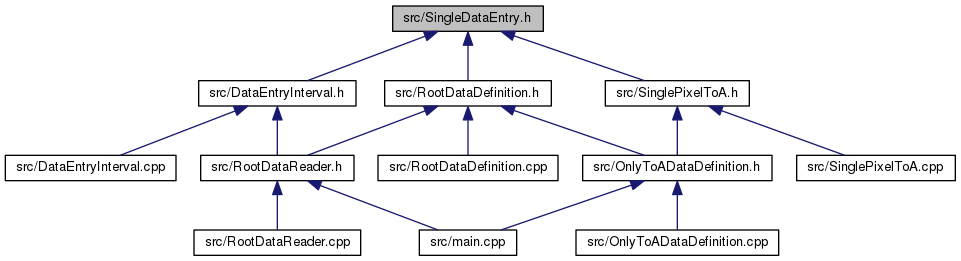 src/SingleDataEntry.h
src/DataEntryInterval.h
src/RootDataDefinition.h
src/SinglePixelToA.h
src/DataEntryInterval.cpp
src/RootDataReader.h
src/RootDataDefinition.cpp
src/OnlyToADataDefinition.h
src/SinglePixelToA.cpp
src/RootDataReader.cpp
src/main.cpp
src/OnlyToADataDefinition.cpp